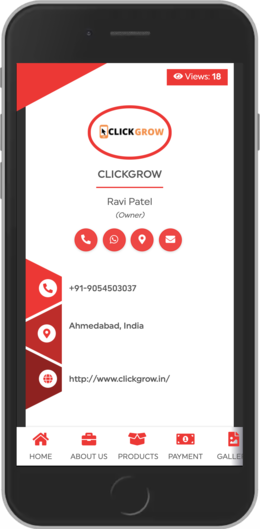 Views: 18
CLICKGROW
CLICKGROW
Ravi Patel
(Owner)
+91-9054503037
Ahmedabad, India
http://www.clickgrow.in/
HOME ABOUT US PRODUCTS PAYMENT GALLE